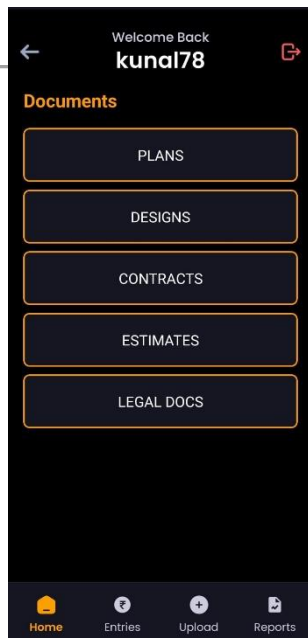 Welcome Back
kunal78
Documents
PLANS
DESIGNS
CONTRACTS
ESTIMATES
LEGAL DOCS
Home Entries Upload Reports